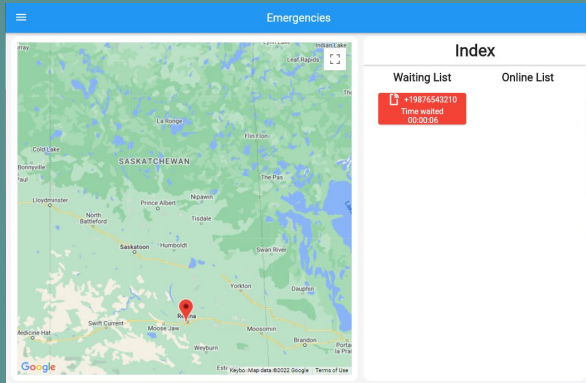 Emergencies
Index
Waiting List
Online List
+19876543210
Time waited
00:00:06
Indian Lake
Leaf Rapids
La Ronge
Flin Flon
Cold Lake
SASKATCHEWAN
Bonnyville
The Pas
Lloydminster
Nipawin
Prince Albert
North
Battleford
Tisdale
Saskatoon
Humboldt
Swan River
Yorkton
Dauphin
Swift Current
Moose Jaw
Moosomin
Medicine Hat
Brandon
Weyburn
Google
Map data ©2022 Google
Terms of Use